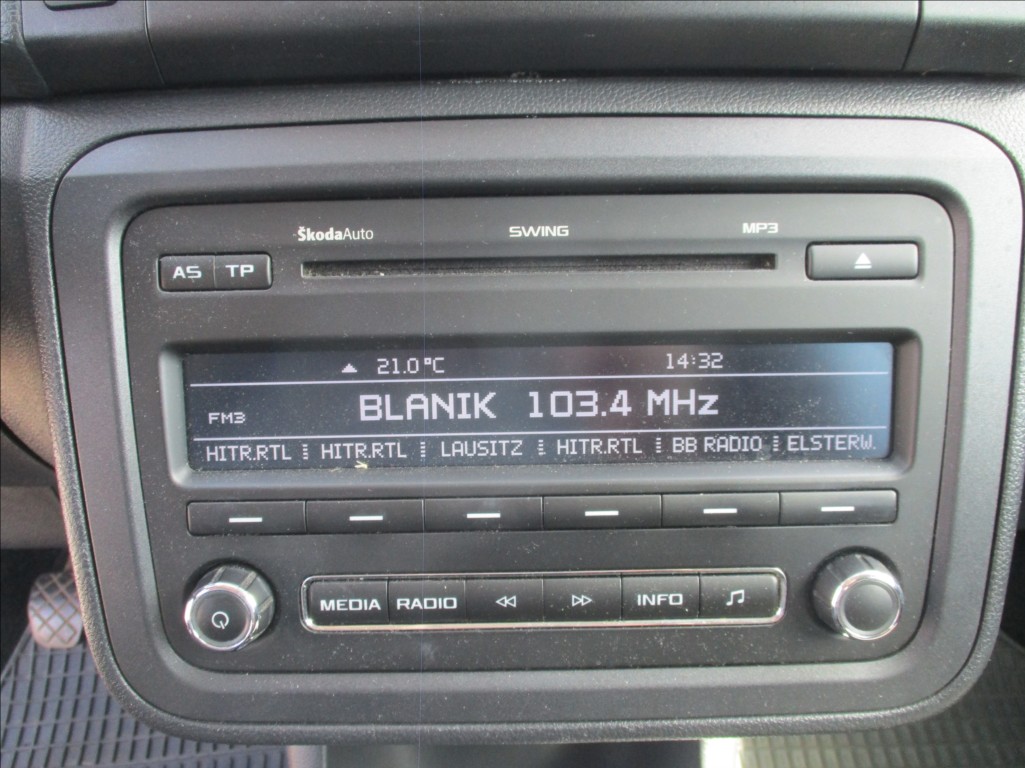 ŠkodaAuto SWING MP3
AS TP
21.0°C 14:32
FM3 BLANIK 103.4 MHz
HITR.RTL HITR.RTL LAUSITZ HITR.RTL BB RADIO ELSTERW.
MEDIA RADIO INFO